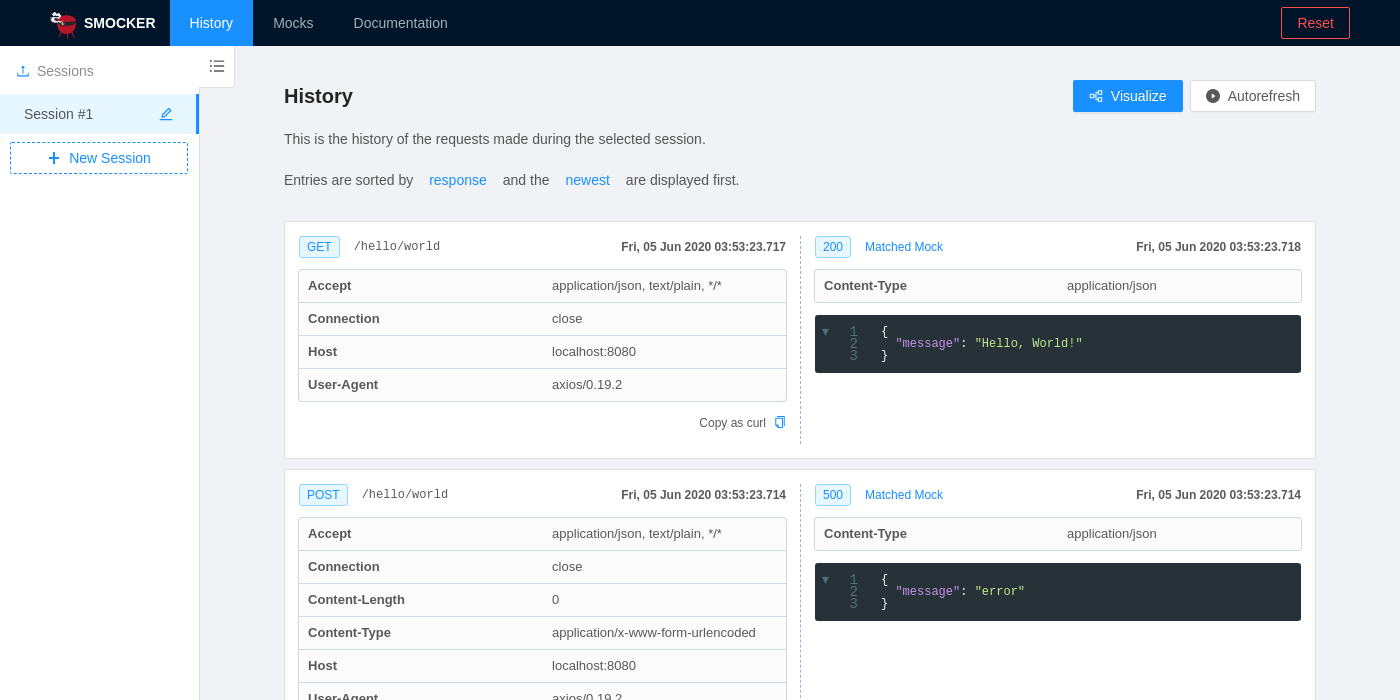 SMOCKER History Mocks Documentation Reset
Sessions
Session #1
New Session
History
Visualize Autorefresh
This is the history of the requests made during the selected session.
Entries are sorted by response and the newest are displayed first.
GET /hello/world Fri, 05 Jun 2020 03:53:23.717
Accept application/json, text/plain, */*
Connection close
Host localhost:8080
User-Agent axios/0.19.2
Copy as curl
200 Matched Mock Fri, 05 Jun 2020 03:53:23.718
Content-Type application/json
1 {
2 "message": "Hello, World!"
3 }
POST /hello/world Fri, 05 Jun 2020 03:53:23.714
Accept application/json, text/plain, */*
Connection close
Content-Length 0
Content-Type application/x-www-form-urlencoded
Host localhost:8080
User-Agent axios/0.19.2
500 Matched Mock Fri, 05 Jun 2020 03:53:23.714
Content-Type application/json
1 {
2 "message": "error"
3 }